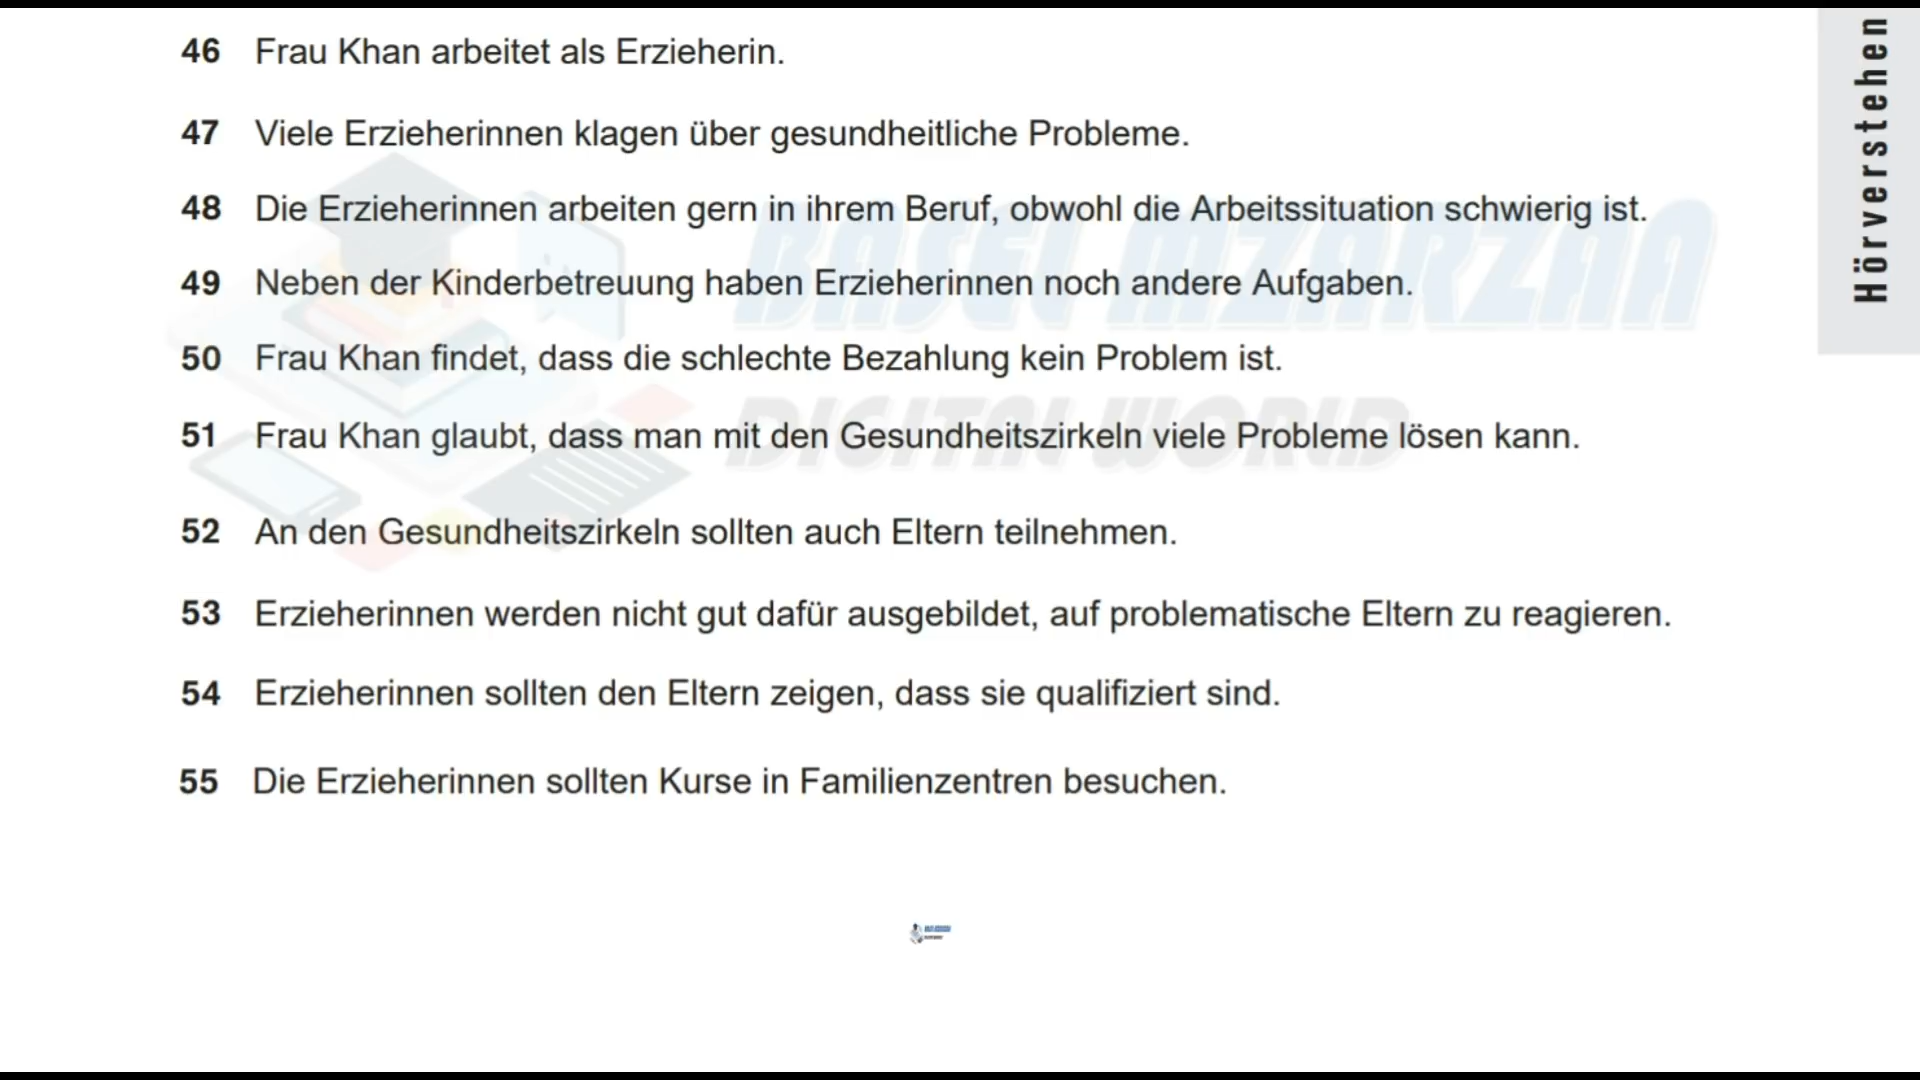 46 Frau Khan arbeitet als Erzieherin.
47 Viele Erzieherinnen klagen über gesundheitliche Probleme.
48 Die Erzieherinnen arbeiten gern in ihrem Beruf, obwohl die Arbeitssituation schwierig ist.
49 Neben der Kinderbetreuung haben Erzieherinnen noch andere Aufgaben.
50 Frau Khan findet, dass die schlechte Bezahlung kein Problem ist.
51 Frau Khan glaubt, dass man mit den Gesundheitszirkeln viele Probleme lösen kann.
52 An den Gesundheitszirkeln sollten auch Eltern teilnehmen.
53 Erzieherinnen werden nicht gut dafür ausgebildet, auf problematische Eltern zu reagieren.
54 Erzieherinnen sollten den Eltern zeigen, dass sie qualifiziert sind.
55 Die Erzieherinnen sollten Kurse in Familienzentren besuchen.
Hörverstehen
BASEL MZARZAA
DIGITAL WORLD